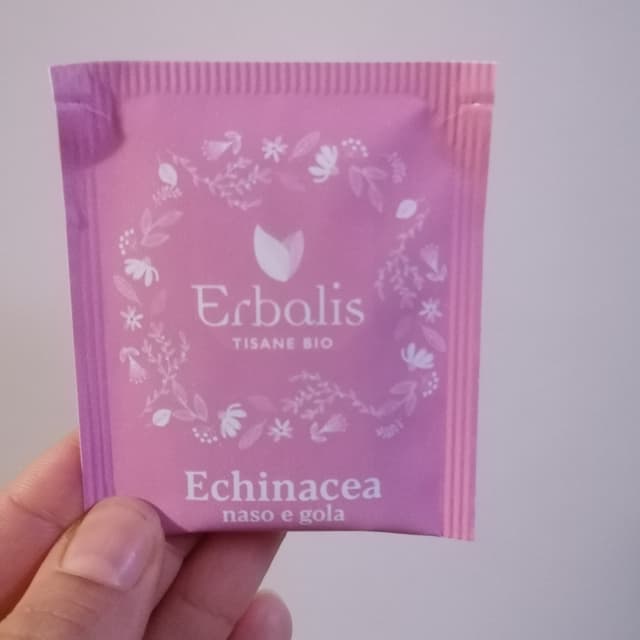 Erbalis
TISANE BIO
Echinacea
naso e gola